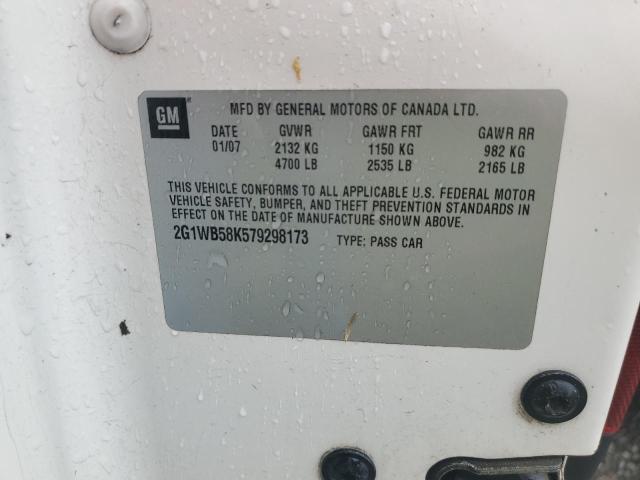 GM MFD BY GENERAL MOTORS OF CANADA LTD.
DATE GVWR GAWR FRT GAWR RR
01/07 2132 KG 1150 KG 982 KG
4700 LB 2535 LB 2165 LB
THIS VEHICLE CONFORMS TO ALL APPLICABLE U.S. FEDERAL MOTOR
VEHICLE SAFETY, BUMPER, AND THEFT PREVENTION STANDARDS IN
EFFECT ON THE DATE OF MANUFACTURE SHOWN ABOVE.
2G1WB58K579298173 TYPE: PASS CAR